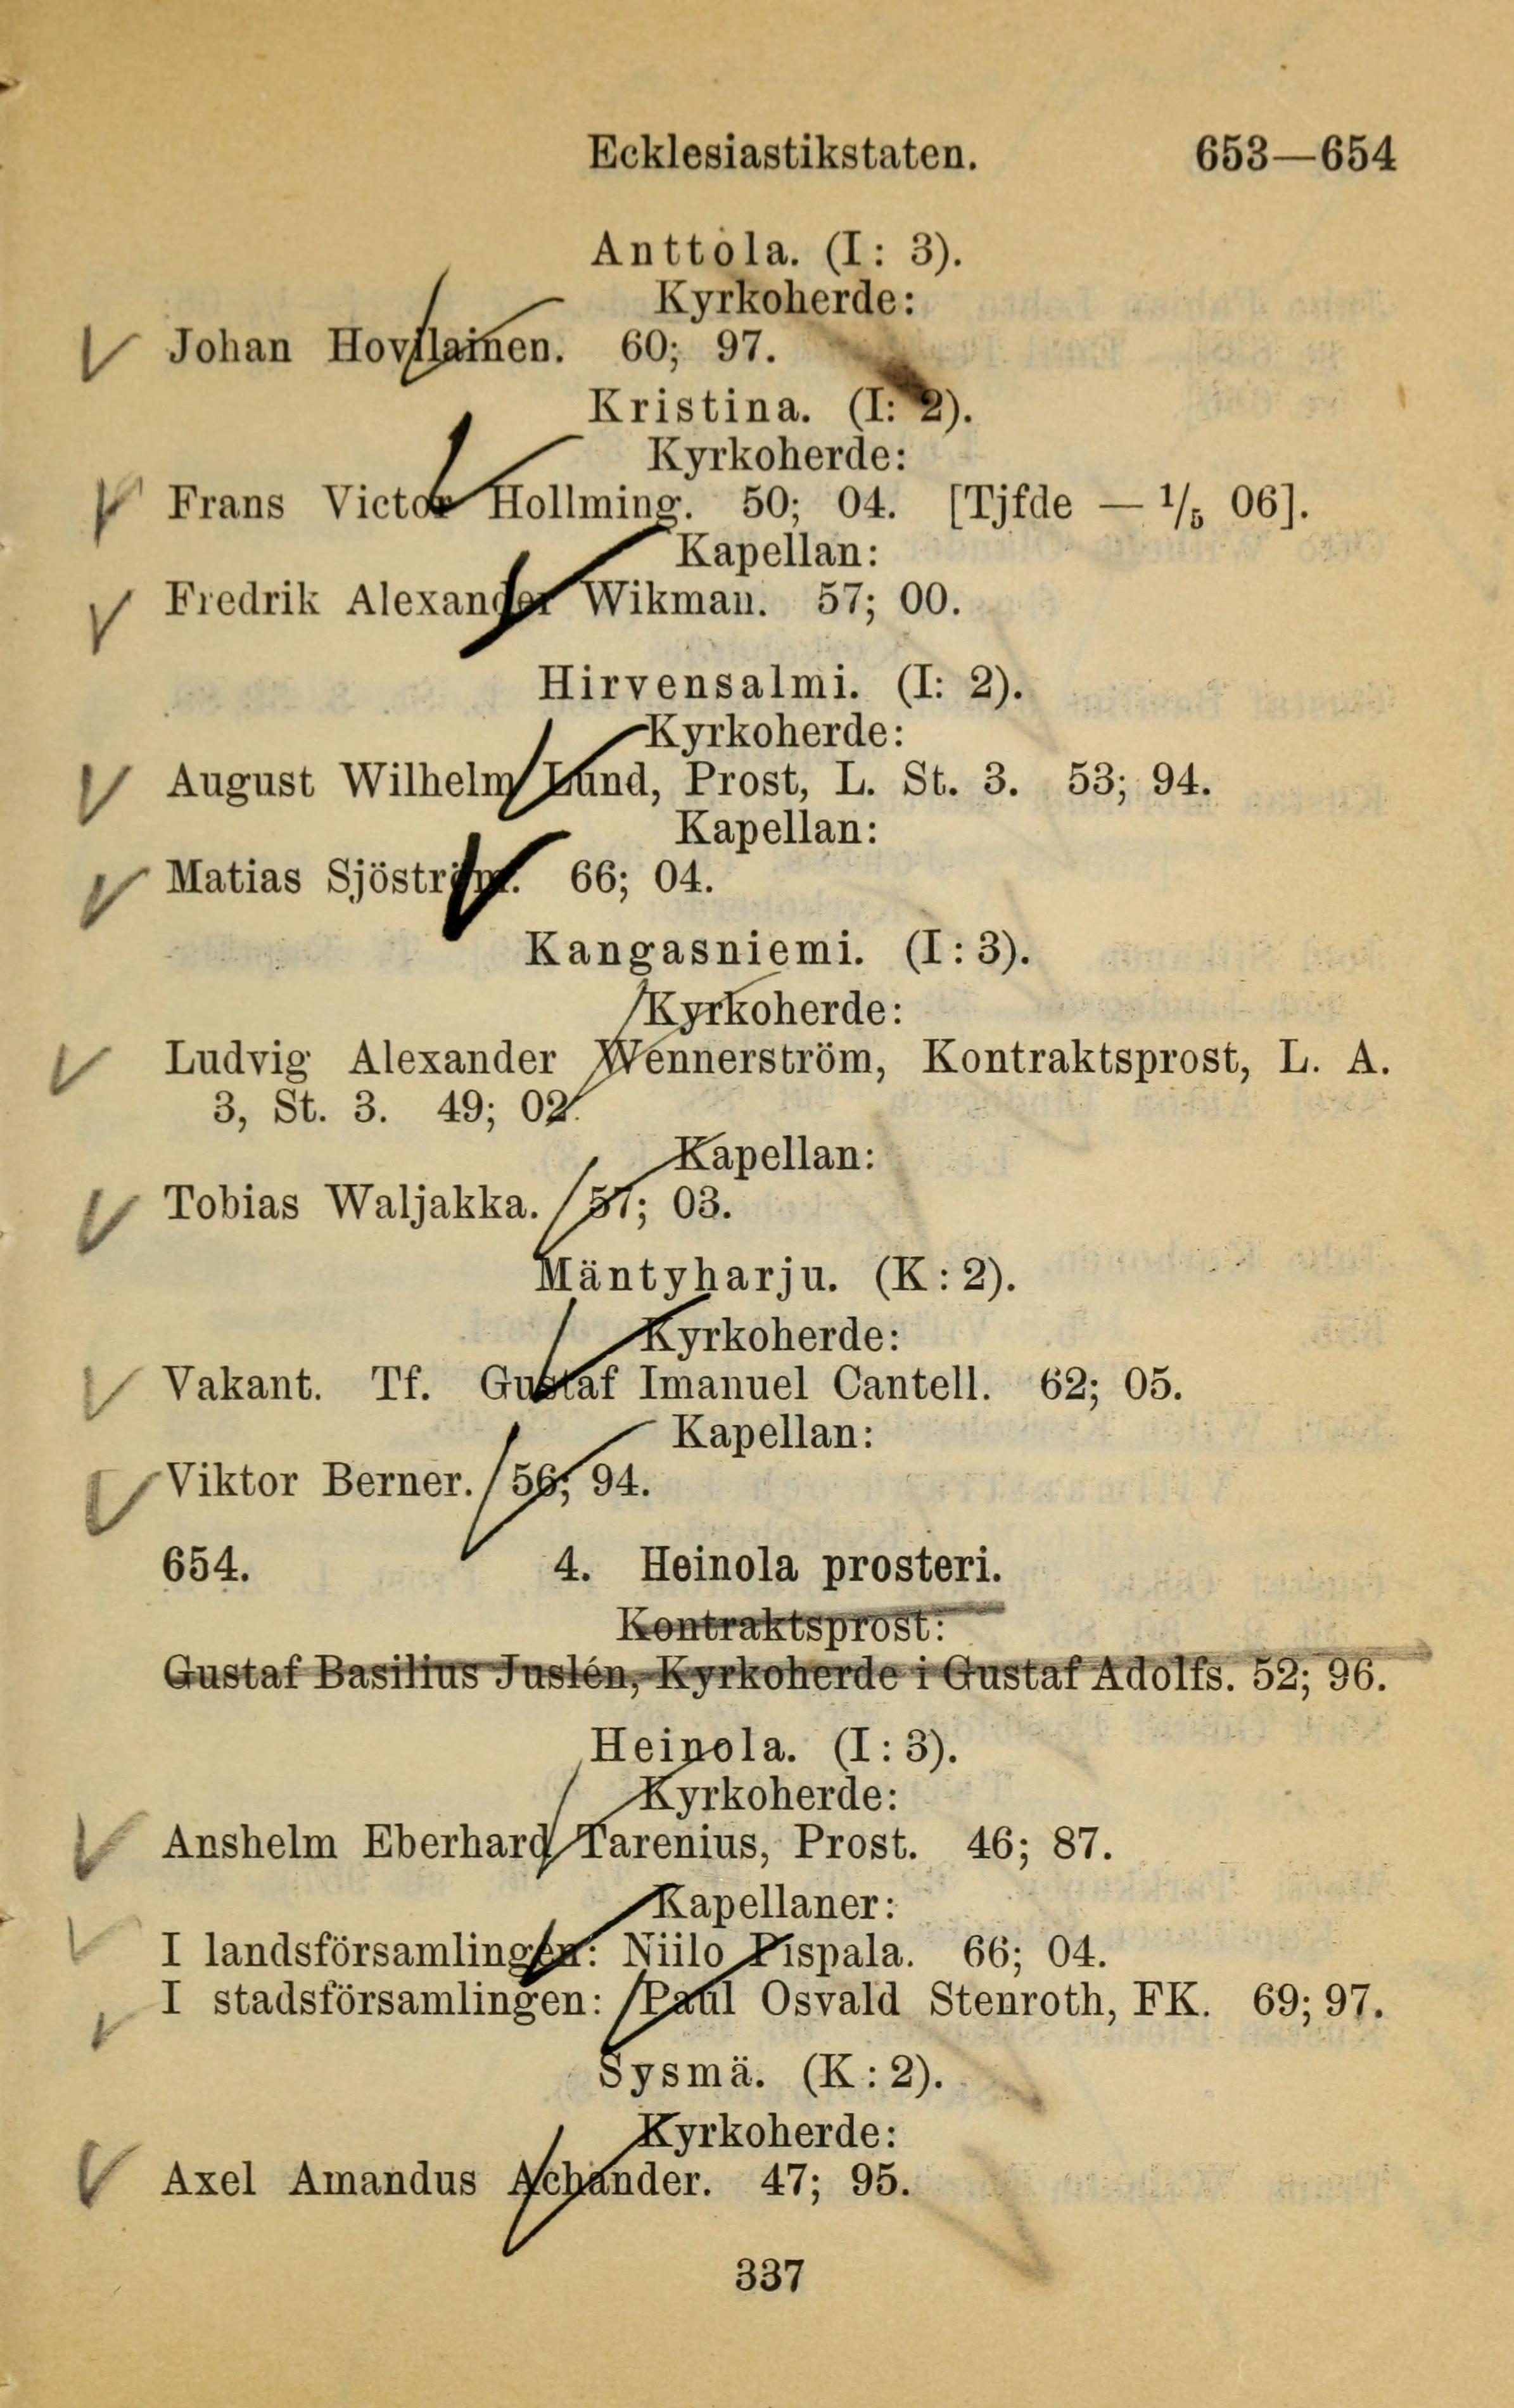 Ecklesiastikstaten. 653—654
Anttola. (I: 3).
Kyrkoherde:
Johan Hovilainen. 60; 97.
Kristina. (I: 2).
Kyrkoherde:
Frans Victor Hollming. 50; 04. [Tjfde — 1/5 06].
Kapellan:
Fredrik Alexander Wikman. 57; 00.
Hirvensalmi. (I: 2).
Kyrkoherde:
August Wilhelm Lund, Prost, L. St. 3. 53; 94.
Kapellan:
Matias Sjöström. 66; 04.
Kangasniemi. (I: 3).
Kyrkoherde:
Ludvig Alexander Wennerström, Kontraktsprost, L. A.
3, St. 3. 49; 02.
Kapellan:
Tobias Waljakka. 57; 03.
Mäntyharju. (K: 2).
Kyrkoherde:
Vakant. Tf. Gustaf Imanuel Cantell. 62; 05.
Kapellan:
Viktor Berner. 56; 94.
654. 4. Heinola prosteri.
Kontraktsprost:
Gustaf Basilius Juslén, Kyrkoherde i Gustaf Adolfs. 52; 96.
Heinola. (I: 3).
Kyrkoherde:
Anshelm Eberhard Tarenius, Prost. 46; 87.
Kapellaner:
I landsförsamlingen: Niilo Pispala. 66; 04.
I stadsförsamlingen: Paul Osvald Stenroth, FK. 69; 97.
Sysmä. (K: 2).
Kyrkoherde:
Axel Amandus Achander. 47; 95.
337